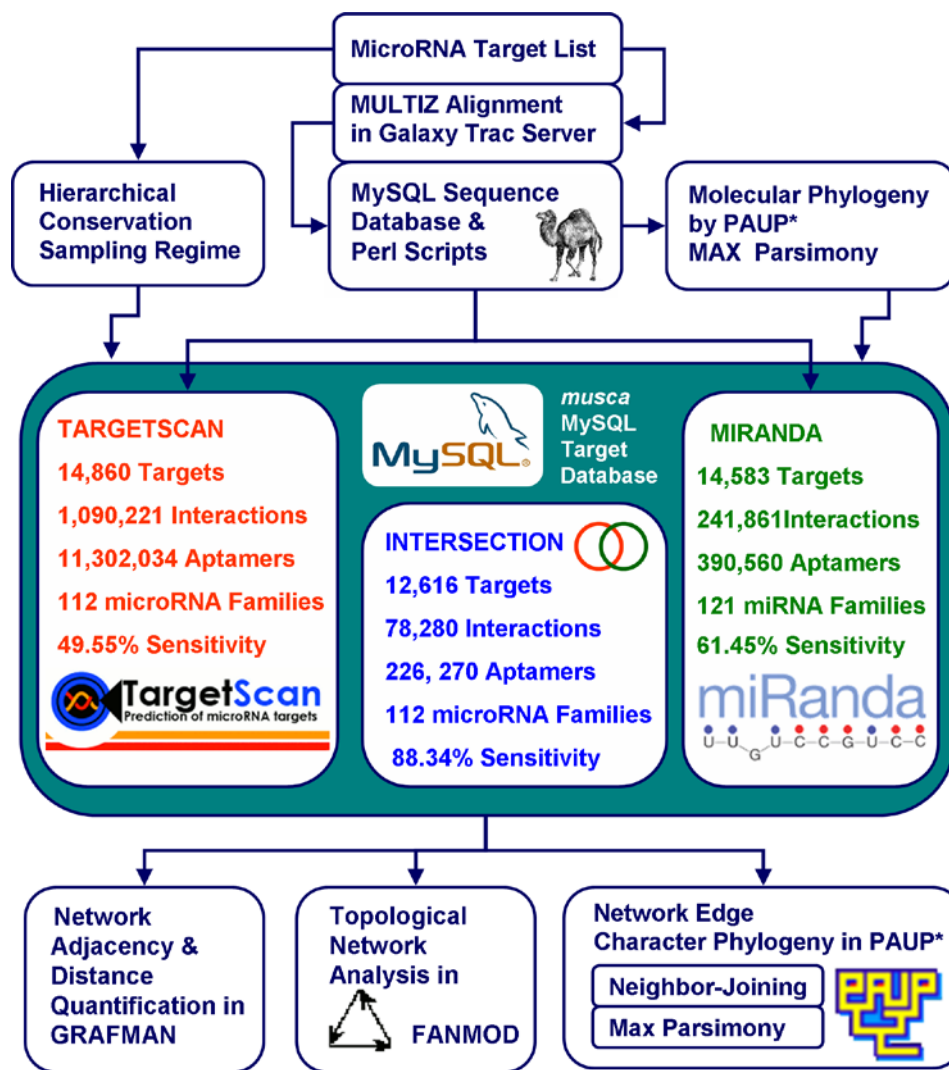 MicroRNA Target List
MULTIZ Alignment
in Galaxy Trac Server
Hierarchical
Conservation
Sampling Regime
MySQL Sequence
Database &
Perl Scripts
Molecular Phylogeny
by PAUP*
MAX Parsimony
TARGETSCAN
14,860 Targets
1,090,221 Interactions
11,302,034 Aptamers
112 microRNA Families
49.55% Sensitivity
TargetScan
Prediction of microRNA targets
MySQL®
musca
MySQL
Target
Database
INTERSECTION
12,616 Targets
78,280 Interactions
226, 270 Aptamers
112 microRNA Families
88.34% Sensitivity
MIRANDA
14,583 Targets
241,861Interactions
390,560 Aptamers
121 miRNA Families
61.45% Sensitivity
miRanda
U U G U C C G U C C
Network
Adjacency &
Distance
Quantification in
GRAFMAN
Topological
Network
Analysis in
FANMOD
Network Edge
Character Phylogeny in PAUP*
Neighbor-Joining
Max Parsimony
PAUP